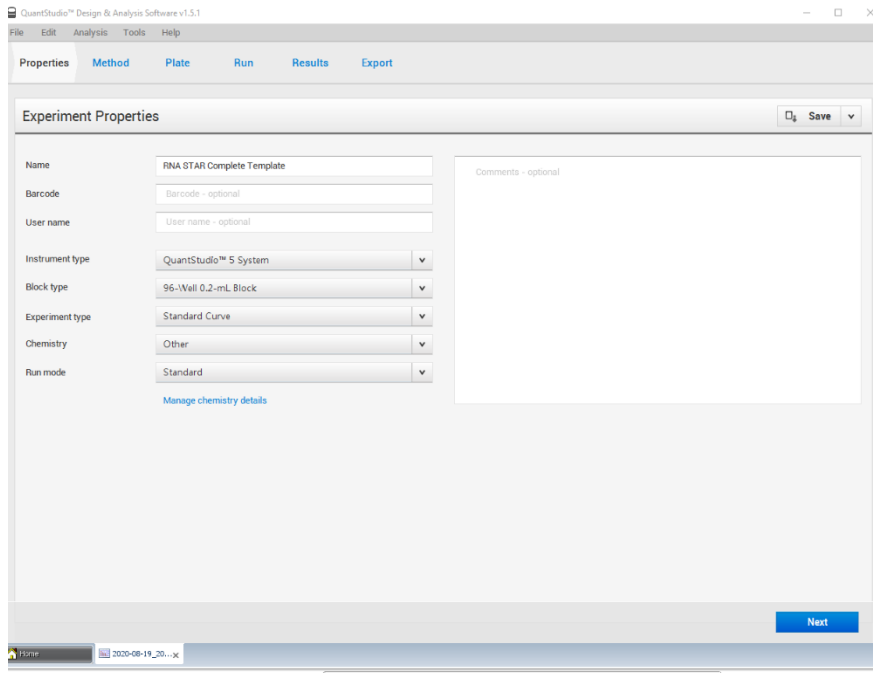 QuantStudio™ Design & Analysis Software v1.5.1
File Edit Analysis Tools Help
Properties Method Plate Run Results Export
Experiment Properties
Save
Name RNA STAR Complete Template
Comments - optional
Barcode Barcode - optional
User name User name - optional
Instrument type QuantStudio™ 5 System
Block type 96-Well 0.2-mL Block
Experiment type Standard Curve
Chemistry Other
Run mode Standard
Manage chemistry details
Next
Home 2020-08-19_20...x